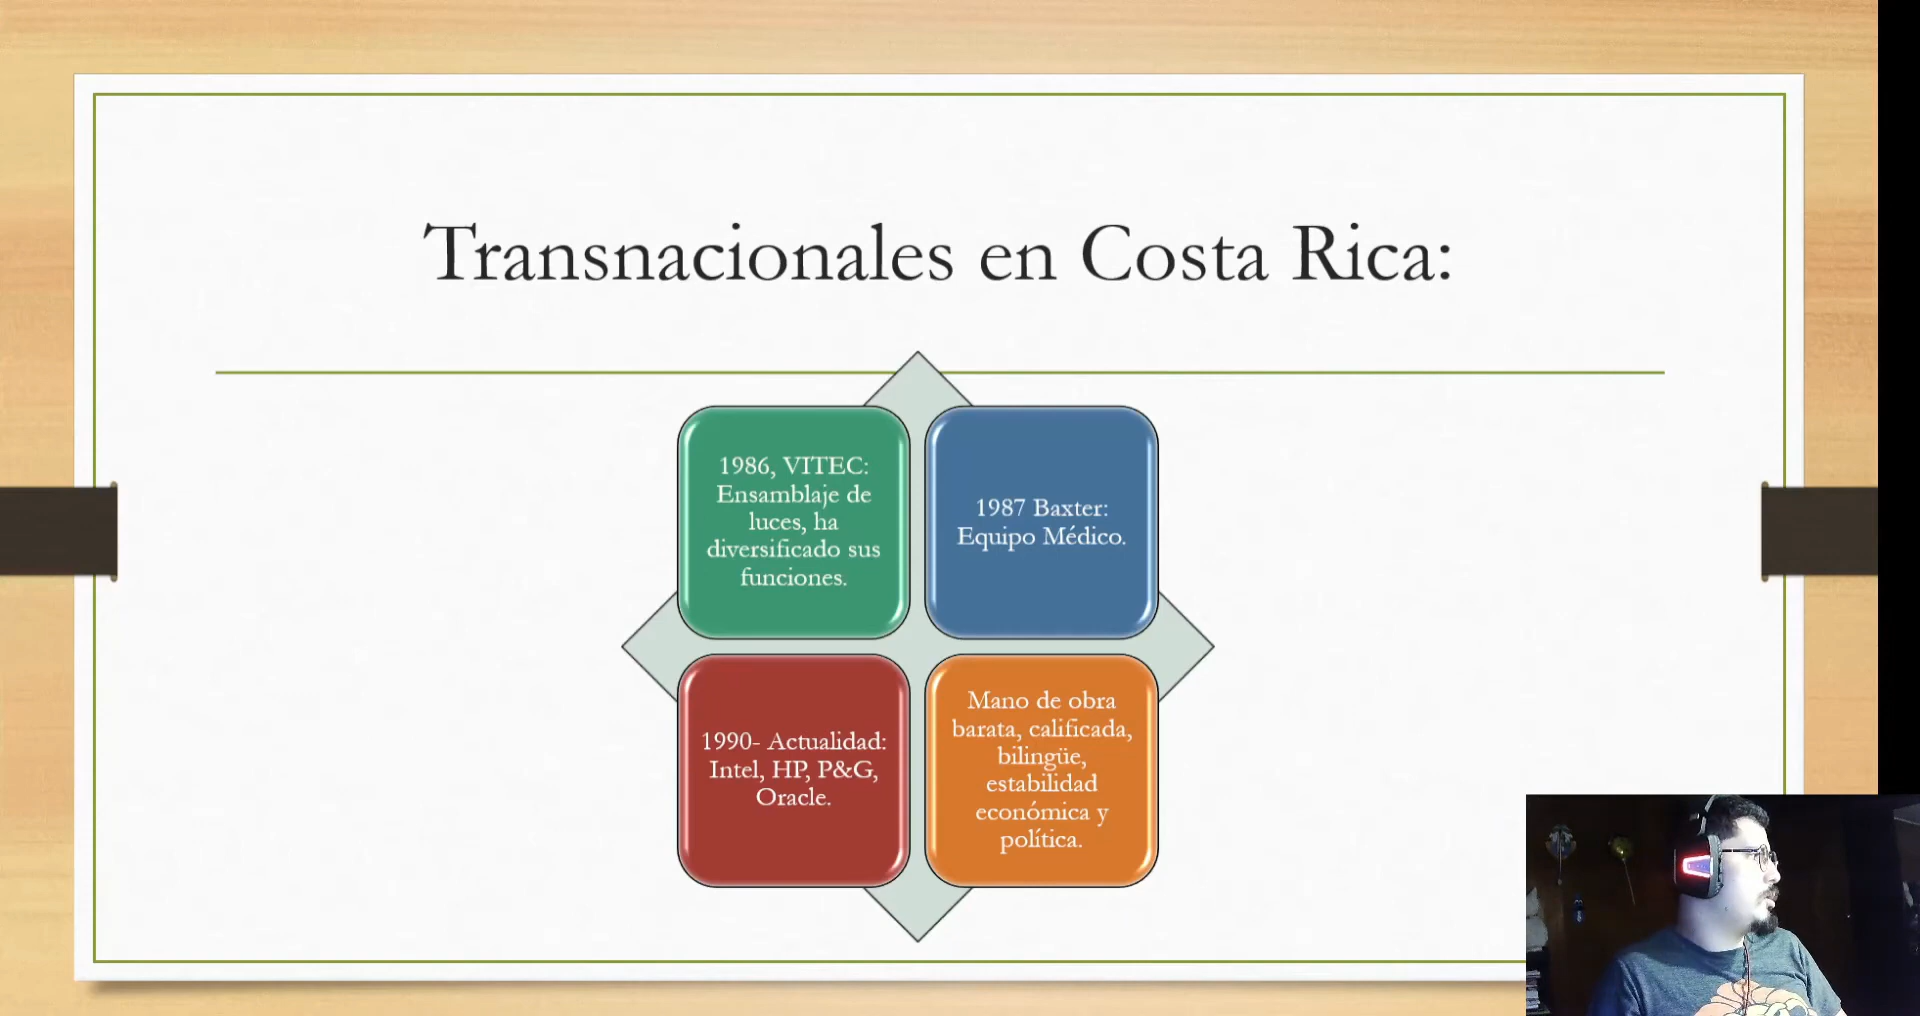 Transnacionales en Costa Rica:
1986, VITEC:
Ensamblaje de
luces, ha
diversificado sus
funciones.
1987 Baxter:
Equipo Médico.
1990- Actualidad:
Intel, HP, P&G,
Oracle.
Mano de obra
barata, calificada,
bilingüe,
estabilidad
económica y
política.